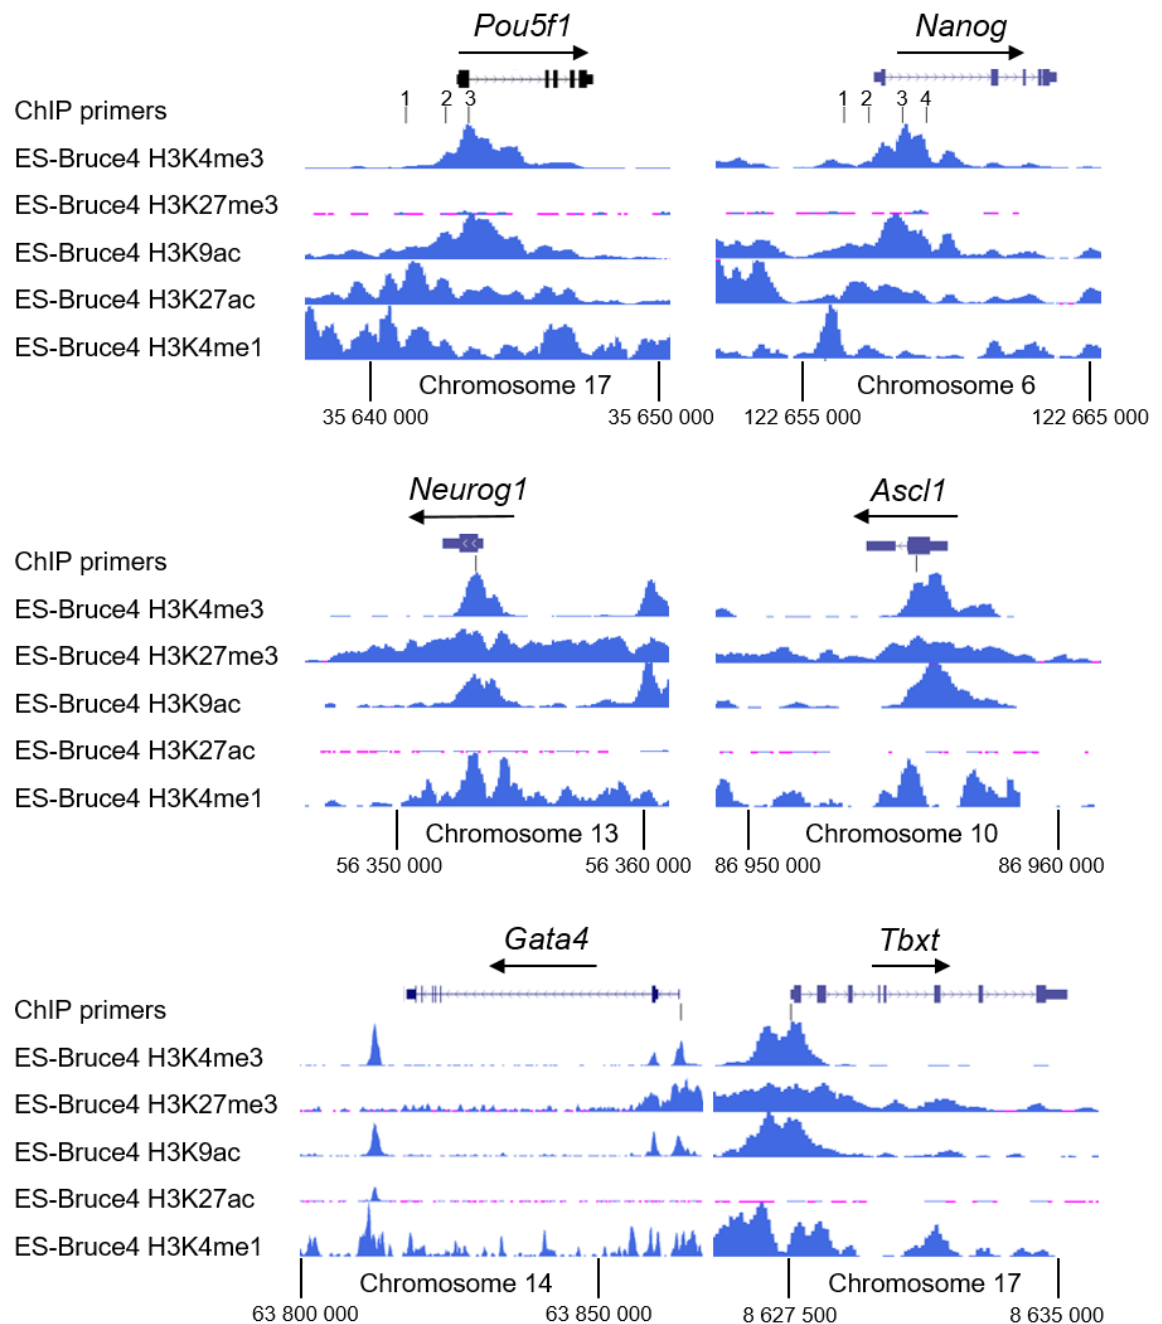 Pou5f1 Nanog
ChIP primers 1 2 3 1 2 3 4
ES-Bruce4 H3K4me3
ES-Bruce4 H3K27me3
ES-Bruce4 H3K9ac
ES-Bruce4 H3K27ac
ES-Bruce4 H3K4me1
Chromosome 17 Chromosome 6
35 640 000 35 650 000 122 655 000 122 665 000
Neurog1 Ascl1
ChIP primers
ES-Bruce4 H3K4me3
ES-Bruce4 H3K27me3
ES-Bruce4 H3K9ac
ES-Bruce4 H3K27ac
ES-Bruce4 H3K4me1
Chromosome 13 Chromosome 10
56 350 000 56 360 000 86 950 000 86 960 000
Gata4 Tbxt
ChIP primers
ES-Bruce4 H3K4me3
ES-Bruce4 H3K27me3
ES-Bruce4 H3K9ac
ES-Bruce4 H3K27ac
ES-Bruce4 H3K4me1
Chromosome 14 Chromosome 17
63 800 000 63 850 000 8 627 500 8 635 000